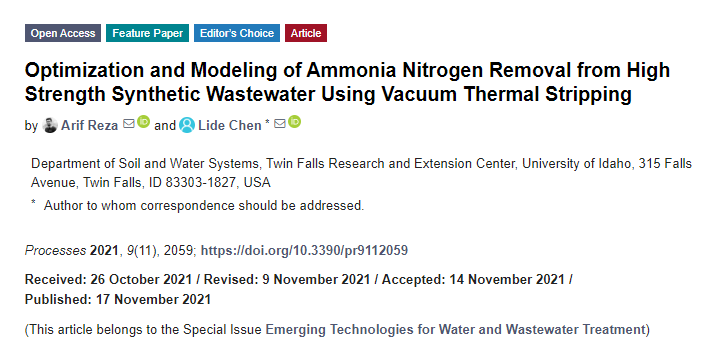 Open Access Feature Paper Editor's Choice Article
Optimization and Modeling of Ammonia Nitrogen Removal from High
Strength Synthetic Wastewater Using Vacuum Thermal Stripping
by Arif Reza iD and Lide Chen * iD
Department of Soil and Water Systems, Twin Falls Research and Extension Center, University of Idaho, 315 Falls
Avenue, Twin Falls, ID 83303-1827, USA
* Author to whom correspondence should be addressed.
Processes 2021, 9(11), 2059; https://doi.org/10.3390/pr9112059
Received: 26 October 2021 / Revised: 9 November 2021 / Accepted: 14 November 2021 /
Published: 17 November 2021
(This article belongs to the Special Issue Emerging Technologies for Water and Wastewater Treatment)